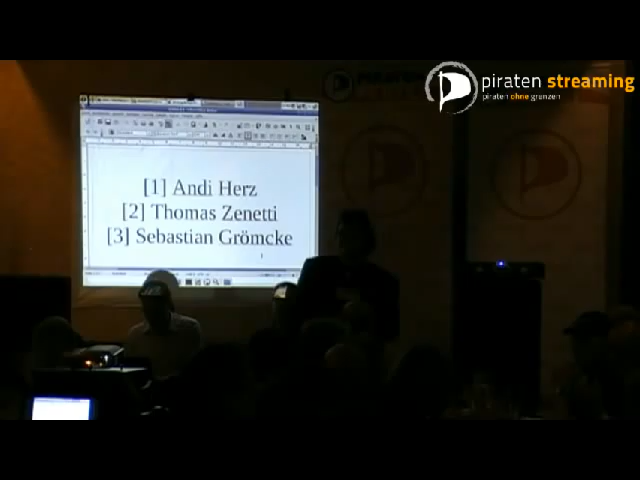 piraten streaming
piraten ohne grenzen
[1] Andi Herz
[2] Thomas Zenetti
[3] Sebastian Grömcke